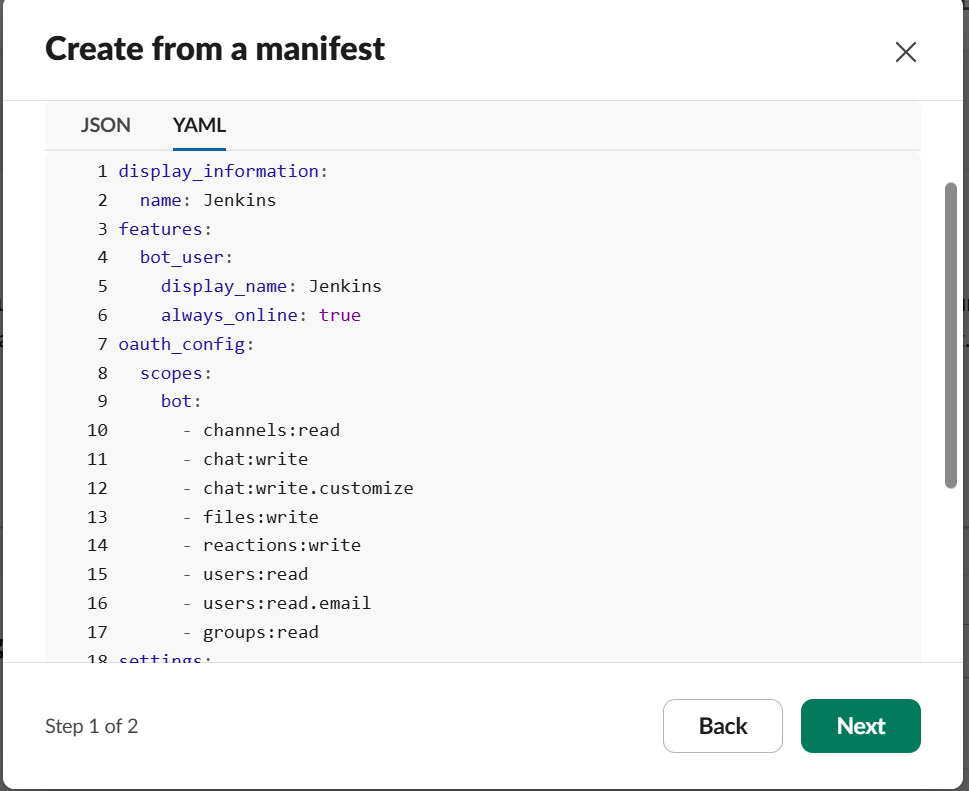 Create from a manifest
JSON YAML
1 display_information:
2 name: Jenkins
3 features:
4 bot_user:
5 display_name: Jenkins
6 always_online: true
7 oauth_config:
8 scopes:
9 bot:
10 - channels:read
11 - chat:write
12 - chat:write.customize
13 - files:write
14 - reactions:write
15 - users:read
16 - users:read.email
17 - groups:read
18 settings:
Step 1 of 2
Back
Next